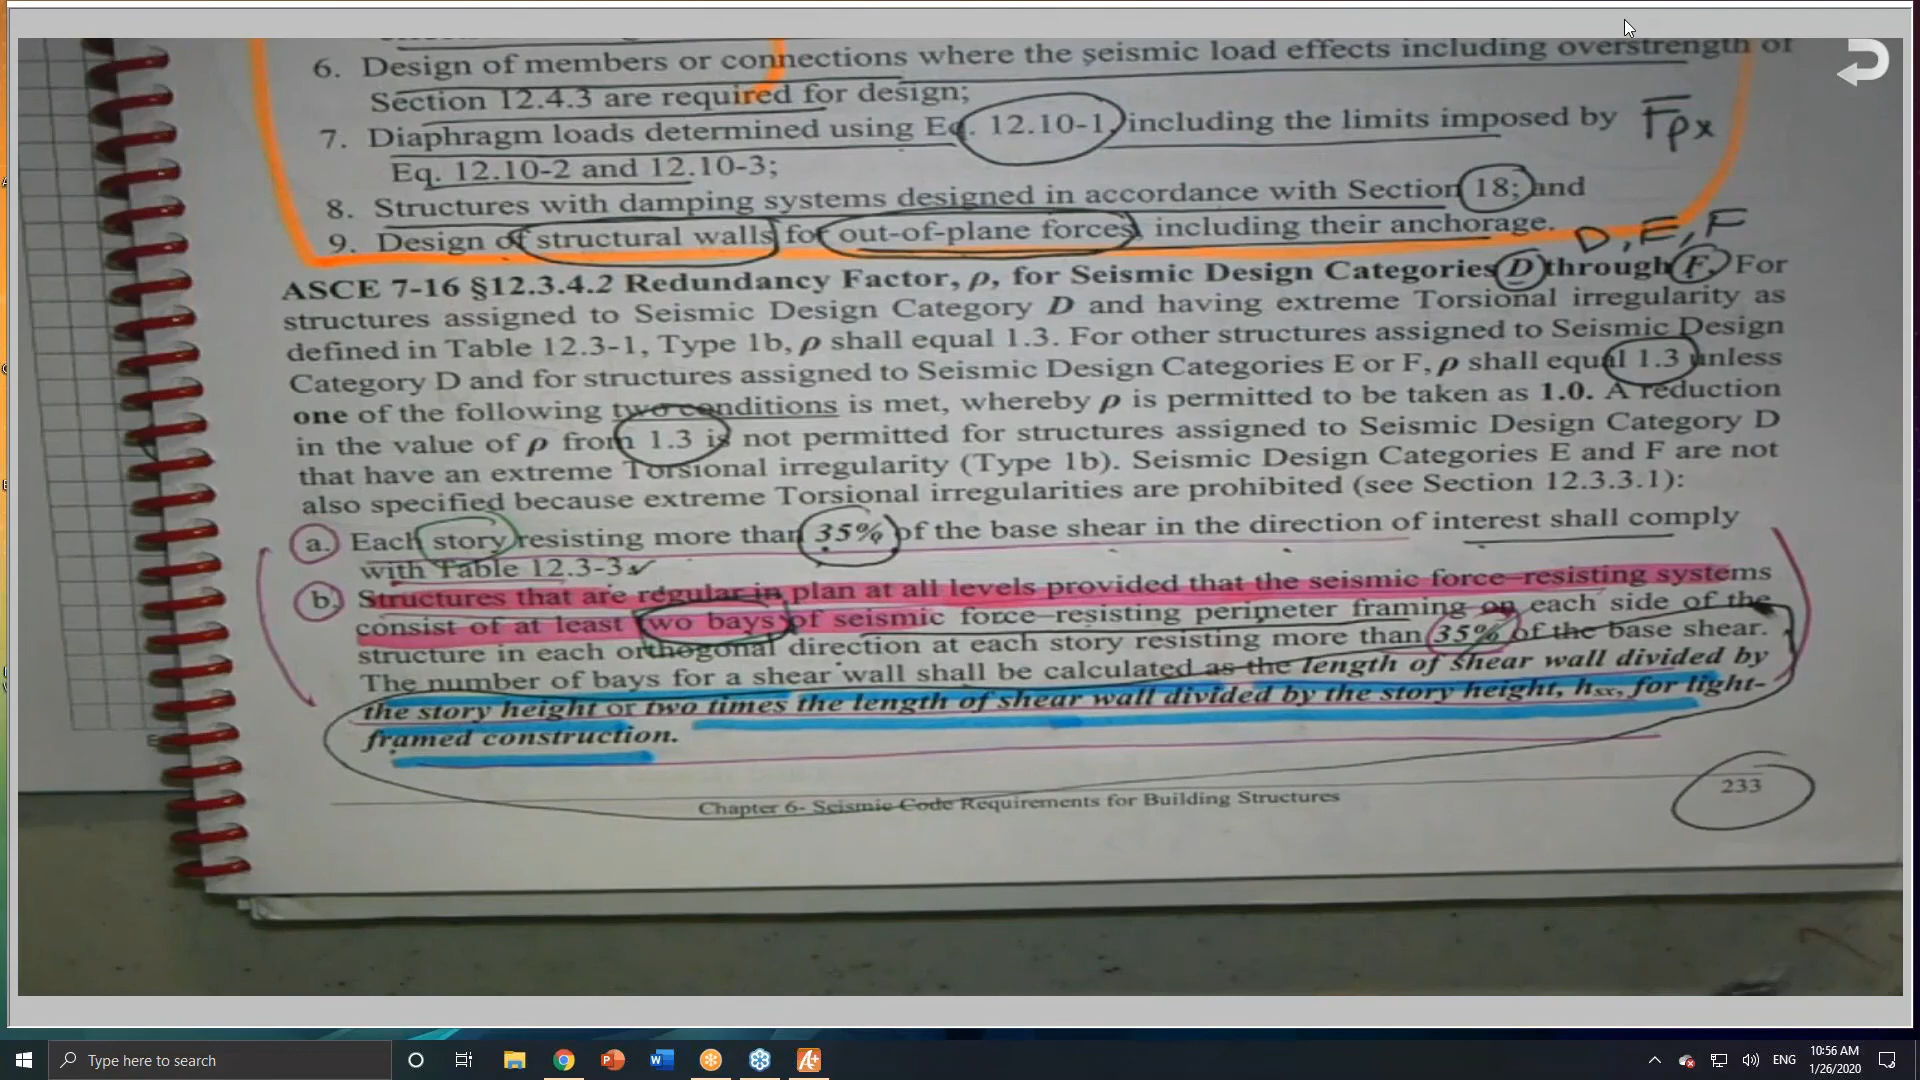 6. Design of members or connections where the seismic load effects including overstrength of
Section 12.4.3 are required for design;
7. Diaphragm loads determined using Eq. 12.10-1, including the limits imposed by Fpx
Eq. 12.10-2 and 12.10-3;
8. Structures with damping systems designed in accordance with Section 18; and
9. Design of structural walls for out-of-plane forces, including their anchorage.
D, E, F
ASCE 7-16 §12.3.4.2 Redundancy Factor, ρ, for Seismic Design Categories D through F. For
structures assigned to Seismic Design Category D and having extreme Torsional irregularity as
defined in Table 12.3-1, Type 1b, ρ shall equal 1.3. For other structures assigned to Seismic Design
Category D and for structures assigned to Seismic Design Categories E or F, ρ shall equal 1.3 unless
one of the following two conditions is met, whereby ρ is permitted to be taken as 1.0. A reduction
in the value of ρ from 1.3 is not permitted for structures assigned to Seismic Design Category D
that have an extreme Torsional irregularity (Type 1b). Seismic Design Categories E and F are not
also specified because extreme Torsional irregularities are prohibited (see Section 12.3.3.1):
a. Each story resisting more than 35% of the base shear in the direction of interest shall comply
with Table 12.3-3.
b. Structures that are regular in plan at all levels provided that the seismic force–resisting systems
consist of at least two bays of seismic force–resisting perimeter framing on each side of the
structure in each orthogonal direction at each story resisting more than 35% of the base shear.
The number of bays for a shear wall shall be calculated as the length of shear wall divided by
the story height or two times the length of shear wall divided by the story height, hsx, for light-
framed construction.
Chapter 6- Seismic Code Requirements for Building Structures
233
Type here to search
ENG
10:56 AM
1/26/2020